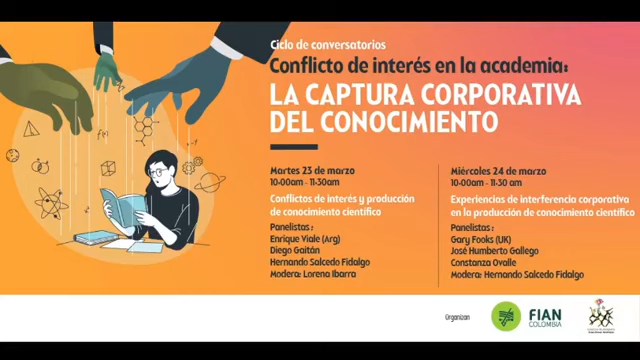 Ciclo de conversatorios
Conflicto de interés en la academia:
LA CAPTURA CORPORATIVA
DEL CONOCIMIENTO
Martes 23 de marzo
10:00am - 11:30am
Conflictos de interés y producción
de conocimiento científico
Panelistas :
Enrique Viale (Arg)
Diego Gaitán
Hernando Salcedo Fidalgo
Modera: Lorena Ibarra
Miércoles 24 de marzo
10:00am - 11:30 am
Experiencias de interferencia corporativa
en la producción de conocimiento científico
Panelistas :
Gary Fooks (UK)
José Humberto Gallego
Constanza Ovalle
Modera: Hernando Salcedo Fidalgo
f(x)
Organizan
FIAN
COLOMBIA